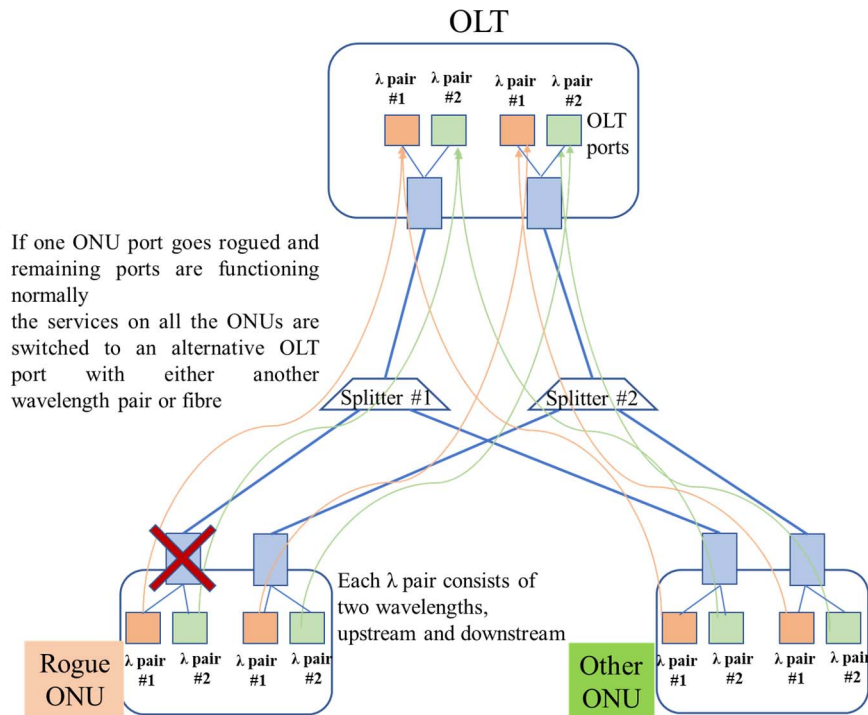 OLT
λ pair
#1
λ pair
#2
λ pair
#1
λ pair
#2
OLT
ports
If one ONU port goes rogued and
remaining ports are functioning
normally
the services on all the ONUs are
switched to an alternative OLT
port with either another
wavelength pair or fibre
Splitter #1
Splitter #2
Each λ pair consists of
two wavelengths,
upstream and downstream
Rogue
ONU
λ pair
#1
λ pair
#2
λ pair
#1
λ pair
#2
Other
ONU
λ pair
#1
λ pair
#2
λ pair
#1
λ pair
#2